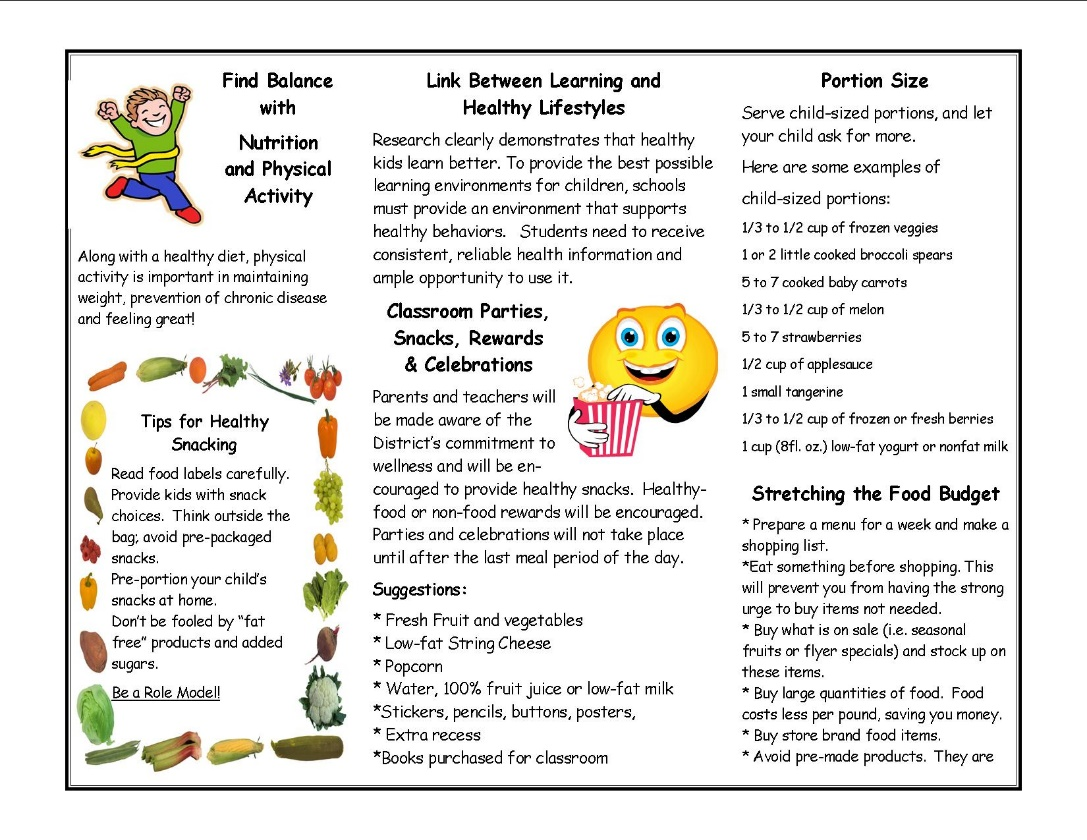 Find Balance
with
Nutrition
and Physical
Activity
Along with a healthy diet, physical
activity is important in maintaining
weight, prevention of chronic disease
and feeling great!
Tips for Healthy
Snacking
Read food labels carefully.
Provide kids with snack
choices. Think outside the
bag; avoid pre-packaged
snacks.
Pre-portion your child's
snacks at home.
Don't be fooled by "fat
free" products and added
sugars.
Be a Role Model!
Link Between Learning and
Healthy Lifestyles
Research clearly demonstrates that healthy
kids learn better. To provide the best possible
learning environments for children, schools
must provide an environment that supports
healthy behaviors. Students need to receive
consistent, reliable health information and
ample opportunity to use it.
Classroom Parties,
Snacks, Rewards
& Celebrations
Parents and teachers will
be made aware of the
District's commitment to
wellness and will be en-
couraged to provide healthy snacks. Healthy-
food or non-food rewards will be encouraged.
Parties and celebrations will not take place
until after the last meal period of the day.
Suggestions:
* Fresh Fruit and vegetables
* Low-fat String Cheese
* Popcorn
* Water, 100% fruit juice or low-fat milk
*Stickers, pencils, buttons, posters,
* Extra recess
*Books purchased for classroom
Portion Size
Serve child-sized portions, and let
your child ask for more.
Here are some examples of
child-sized portions:
1/3 to 1/2 cup of frozen veggies
1 or 2 little cooked broccoli spears
5 to 7 cooked baby carrots
1/3 to 1/2 cup of melon
5 to 7 strawberries
1/2 cup of applesauce
1 small tangerine
1/3 to 1/2 cup of frozen or fresh berries
1 cup (8fl. oz.) low-fat yogurt or nonfat milk
Stretching the Food Budget
* Prepare a menu for a week and make a
shopping list.
*Eat something before shopping. This
will prevent you from having the strong
urge to buy items not needed.
* Buy what is on sale (i.e. seasonal
fruits or flyer specials) and stock up on
these items.
* Buy large quantities of food. Food
costs less per pound, saving you money.
* Buy store brand food items.
* Avoid pre-made products. They are